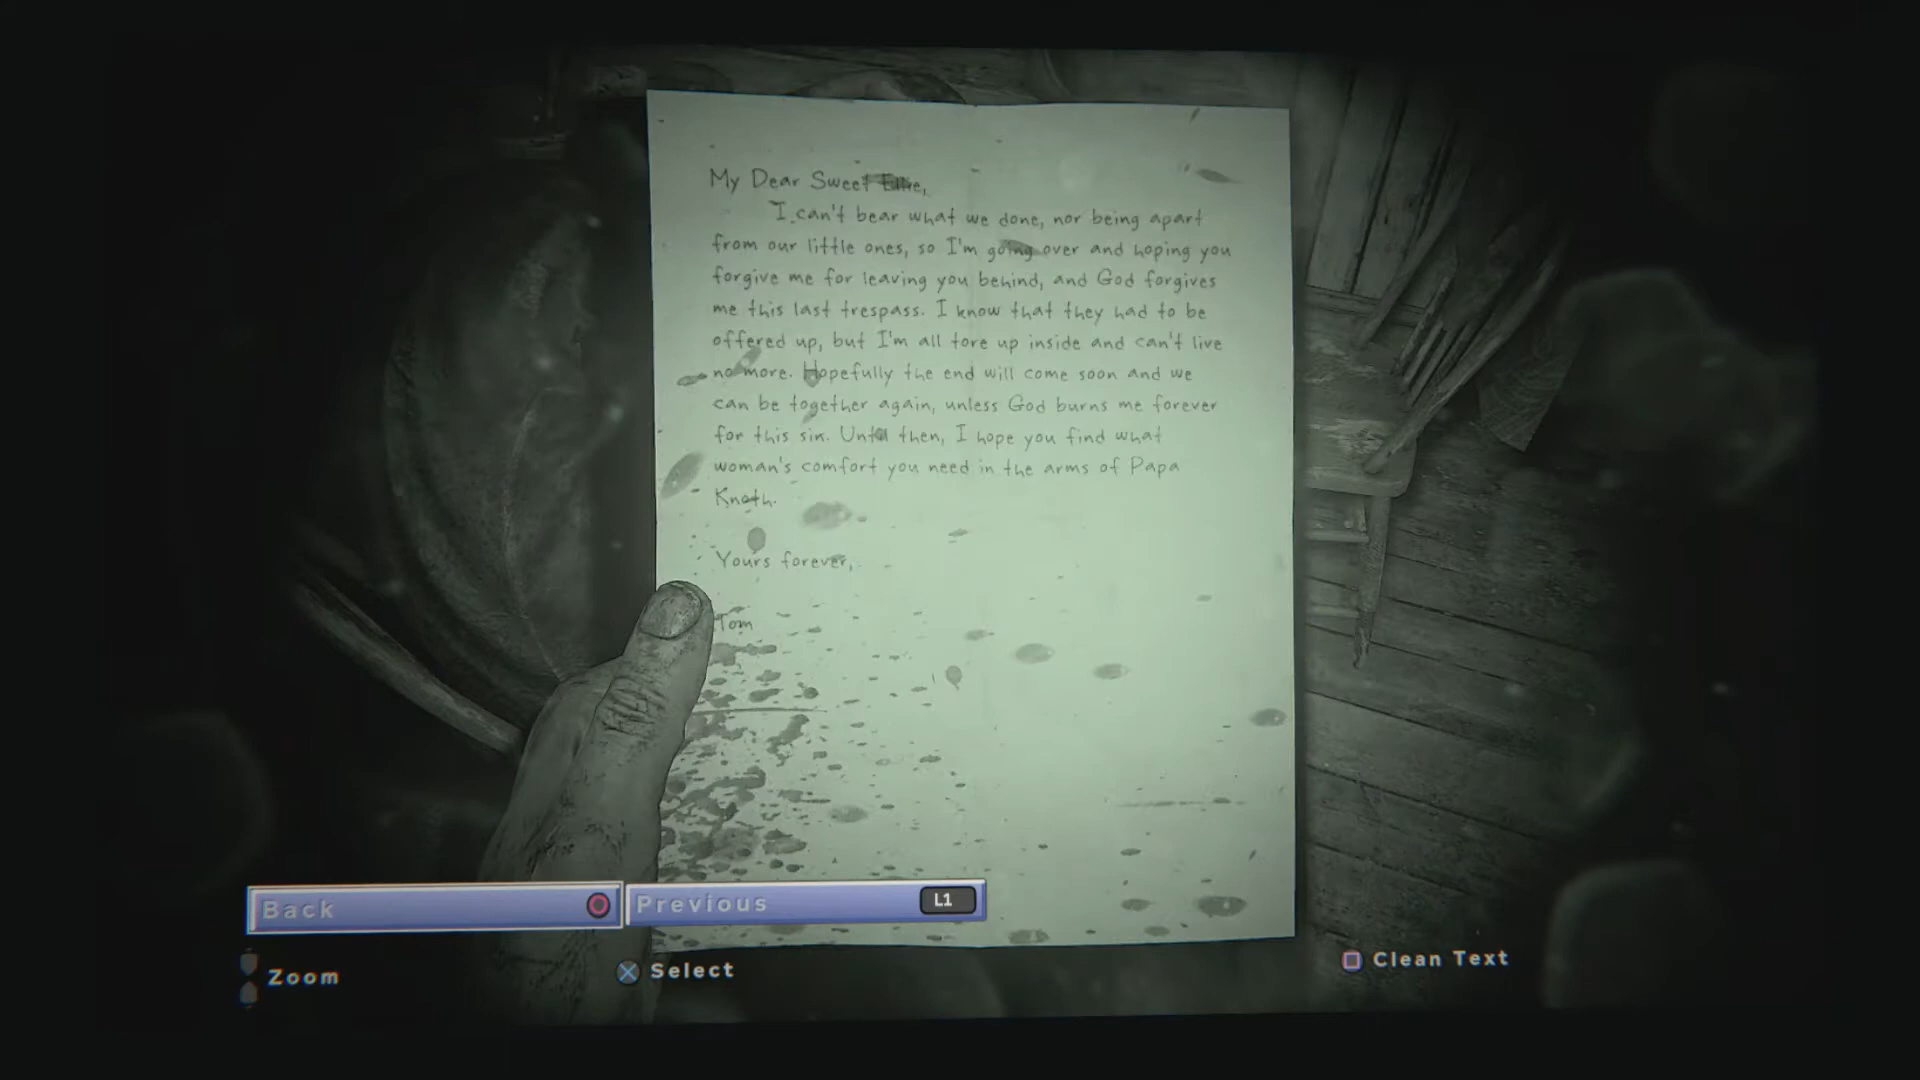 My Dear Sweet Ellie,
I can't bear what we done, nor being apart
from our little ones, so I'm going over and hoping you
forgive me for leaving you behind, and God forgives
me this last trespass. I know that they had to be
offered up, but I'm all tore up inside and can't live
no more. Hopefully the end will come soon and we
can be together again, unless God burns me forever
for this sin. Until then, I hope you find what
woman's comfort you need in the arms of Papa
Knoth.
Yours forever,
Tom
Back
Previous L1
Zoom
Select
Clean Text